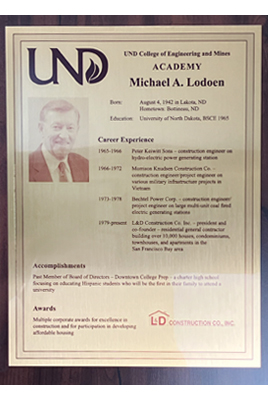 UND
UND College of Engineering and Mines
ACADEMY
Michael A. Lodoen
Born: August 4, 1942 in Lakota, ND
Hometown: Bottineau, ND
Education: University of North Dakota, BSCE 1965
Career Experience
1965-1966 Peter Kiewit Sons - construction engineer on
hydro-electric power generating station
1966-1972 Morrison Knudsen Construction Co. -
construction engineer/project engineer on
various military infrastructure projects in
Vietnam
1973-1978 Bechtel Power Corp. - construction engineer/
project engineer on large multi-unit coal fired
electric generating stations
1979-present L&D Construction Co. Inc. - president and
co-founder - residential general contractor
building over 10,000 houses, condominiums,
townhouses, and apartments in the
San Francisco Bay area
Accomplishments
Past Member of Board of Directors - Downtown College Prep - a charter high school
focusing on educating Hispanic students who will be the first in their family to attend a
university
Awards
Multiple corporate awards for excellence in
construction and for participation in developing
affordable housing
L&D CONSTRUCTION CO., INC.